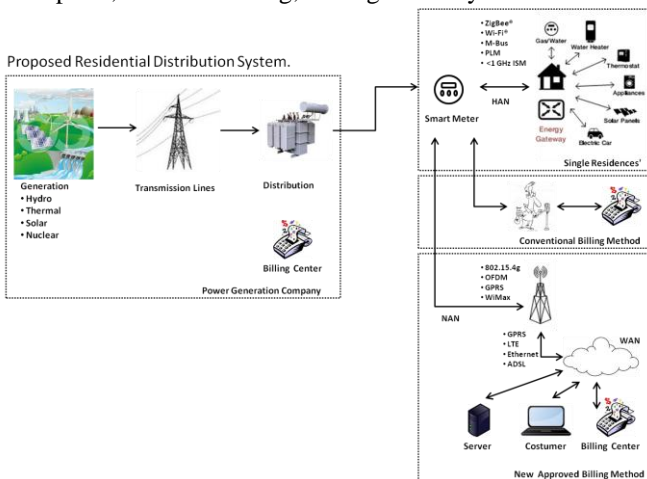 Proposed Residential Distribution System.
Generation
• Hydro
• Thermal
• Solar
• Nuclear
Transmission Lines
Distribution
Billing Center
Power Generation Company
• ZigBee®
• Wi-Fi®
• M-Bus
• PLM
• <1 GHz ISM
Smart Meter
HAN
Gas/Water
Water Heater
Thermostat
Appliances
Solar Panels
Electric Car
Energy
Gateway
Single Residences'
Conventional Billing Method
• 802.15.4g
• OFDM
• GPRS
• WiMax
NAN
• GPRS
• LTE
• Ethernet
• ADSL
WAN
Server
Costumer
Billing Center
New Approved Billing Method